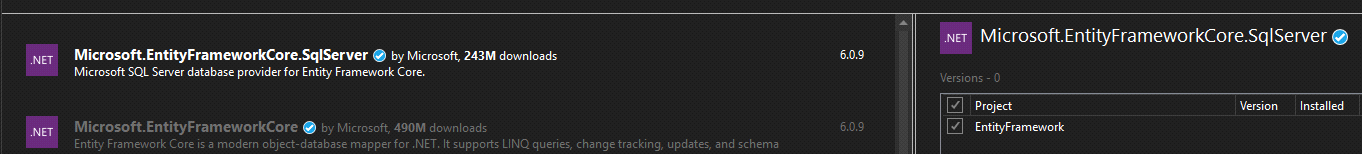 .NET
Microsoft.EntityFrameworkCore.SqlServer by Microsoft, 243M downloads 6.0.9
Microsoft SQL Server database provider for Entity Framework Core.
.NET
Microsoft.EntityFrameworkCore by Microsoft, 490M downloads 6.0.9
Entity Framework Core is a modern object-database mapper for .NET. It supports LINQ queries, change tracking, updates, and schema
.NET
Microsoft.EntityFrameworkCore.SqlServer
Versions - 0
Project Version Installed
EntityFramework